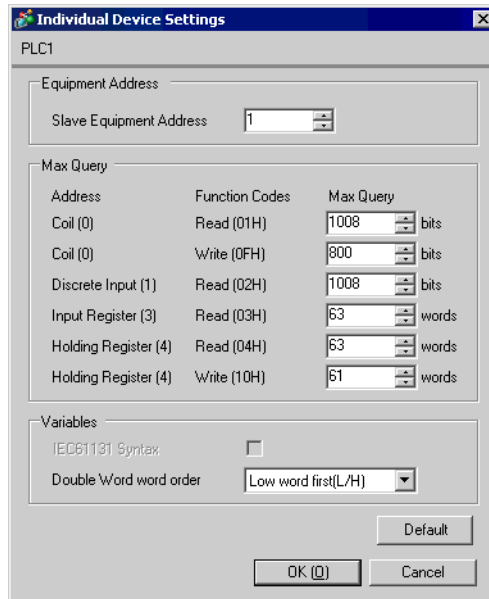 Individual Device Settings
PLC1
Equipment Address
Slave Equipment Address 1
Max Query
Address Function Codes Max Query
Coil (0) Read (01H) 1008 bits
Coil (0) Write (0FH) 800 bits
Discrete Input (1) Read (02H) 1008 bits
Input Register (3) Read (03H) 63 words
Holding Register (4) Read (04H) 63 words
Holding Register (4) Write (10H) 61 words
Variables
IEC61131 Syntax
Double Word word order Low word first(L/H)
Default
OK (O) Cancel